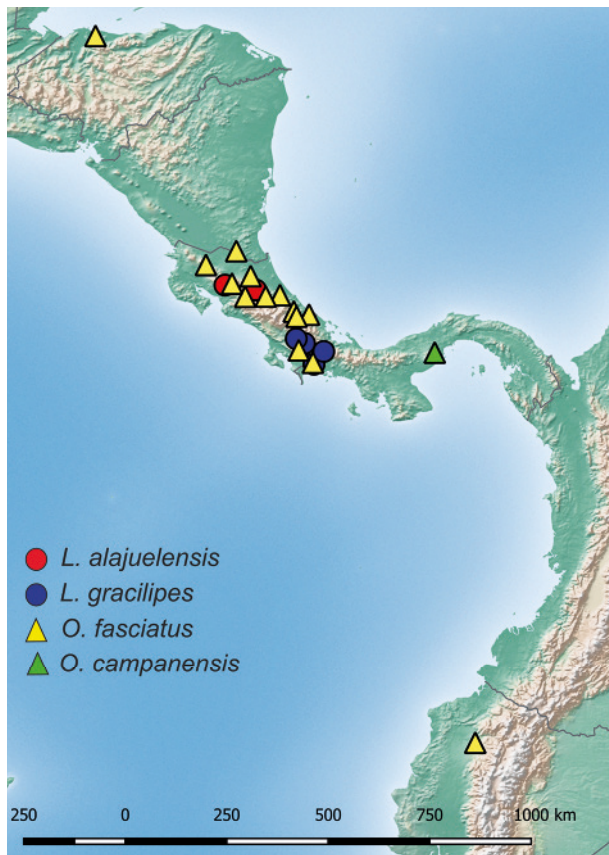 L. alajuelensis
L. gracilipes
O. fasciatus
O. campanensis
250 0 250 500 750 1000 km